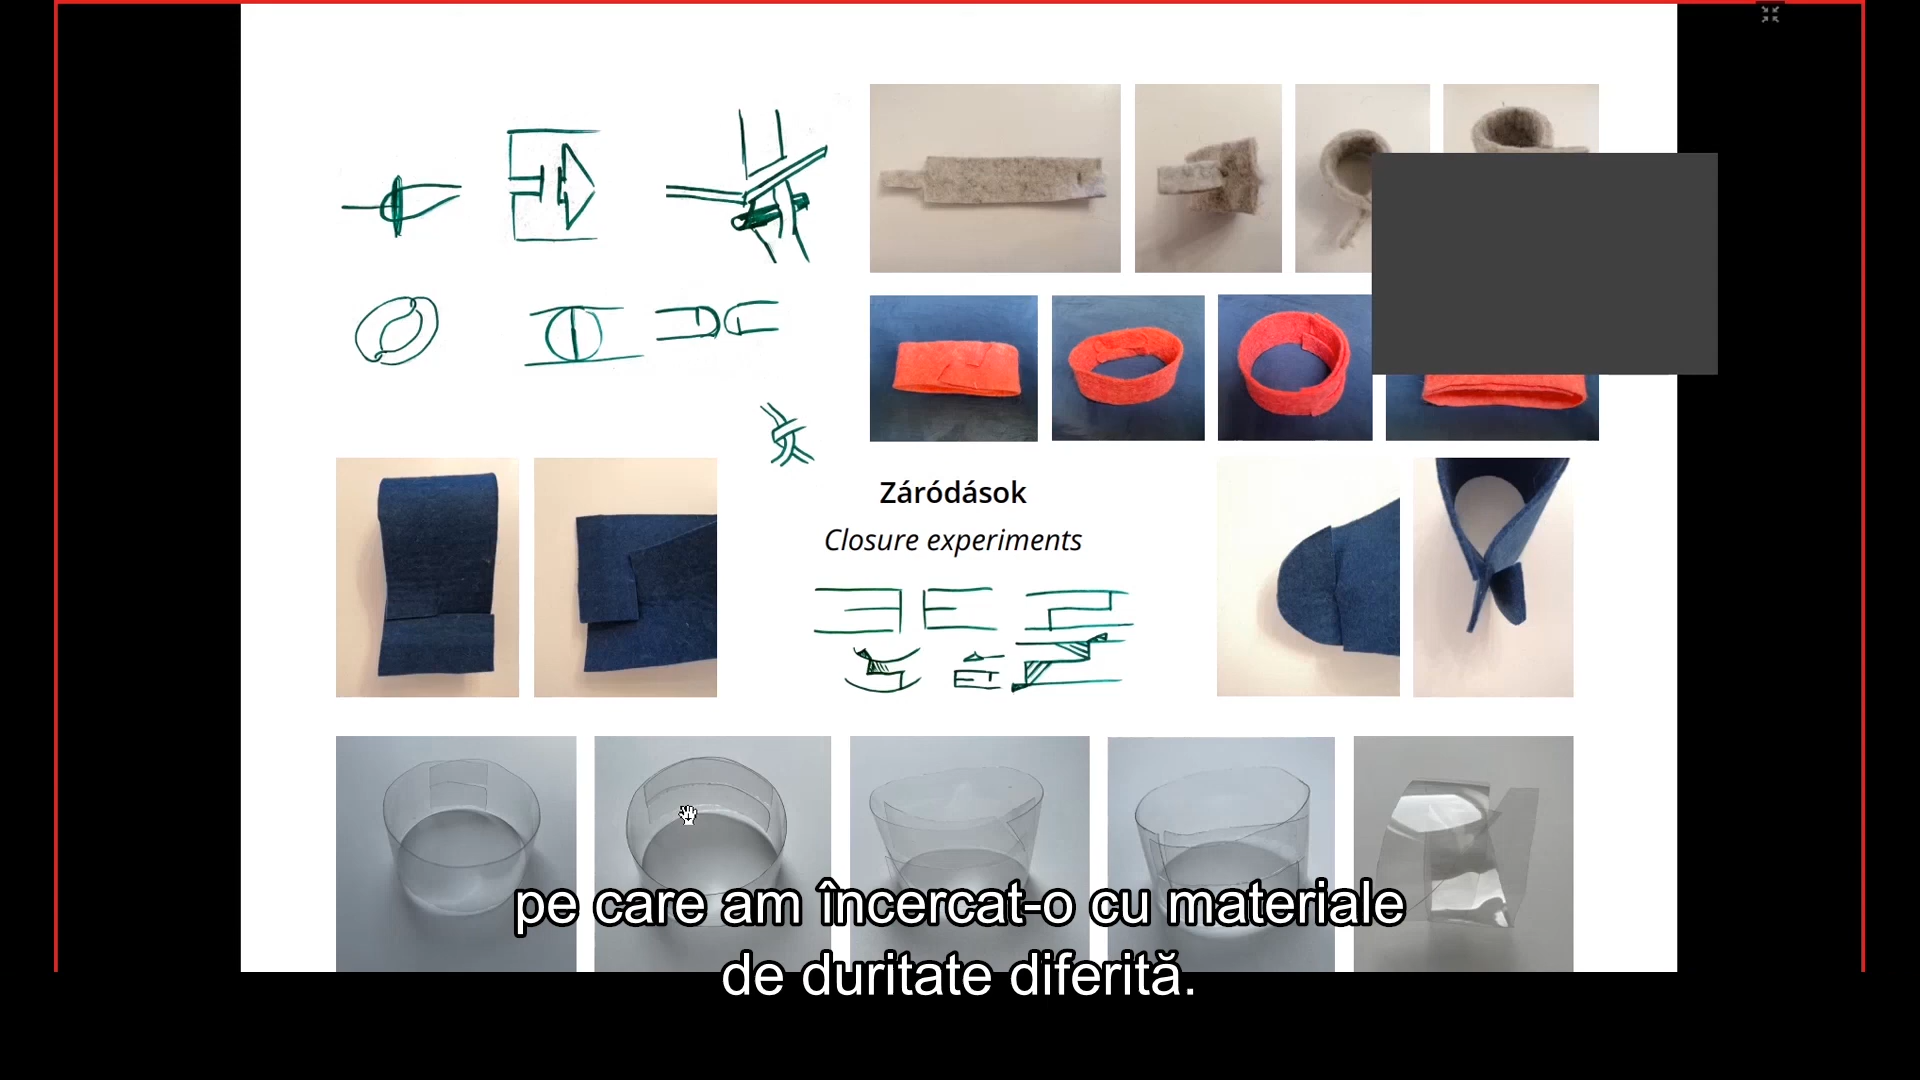 Záródások
Closure experiments
pe care am încercat-o cu materiale
de duritate diferită.